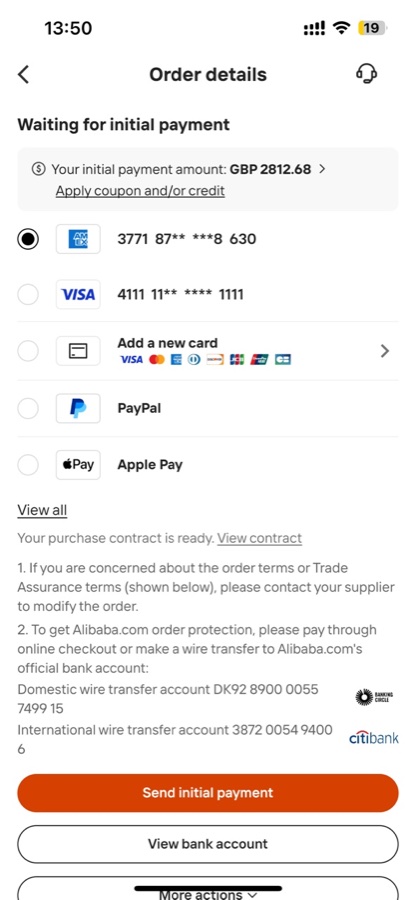 13:50
19
Order details
Waiting for initial payment
Your initial payment amount: GBP 2812.68
Apply coupon and/or credit
AM
EX
3771 87** ***8 630
VISA
4111 11** **** 1111
Add a new card
VISA
PayPal
Pay
Apple Pay
View all
Your purchase contract is ready. View contract
1. If you are concerned about the order terms or Trade
Assurance terms (shown below), please contact your supplier
to modify the order.
2. To get Alibaba.com order protection, please pay through
online checkout or make a wire transfer to Alibaba.com's
official bank account:
Domestic wire transfer account DK92 8900 0055
7499 15
BANKING
CIRCLE
International wire transfer account 3872 0054 9400
6
citibank
Send initial payment
View bank account
More actions